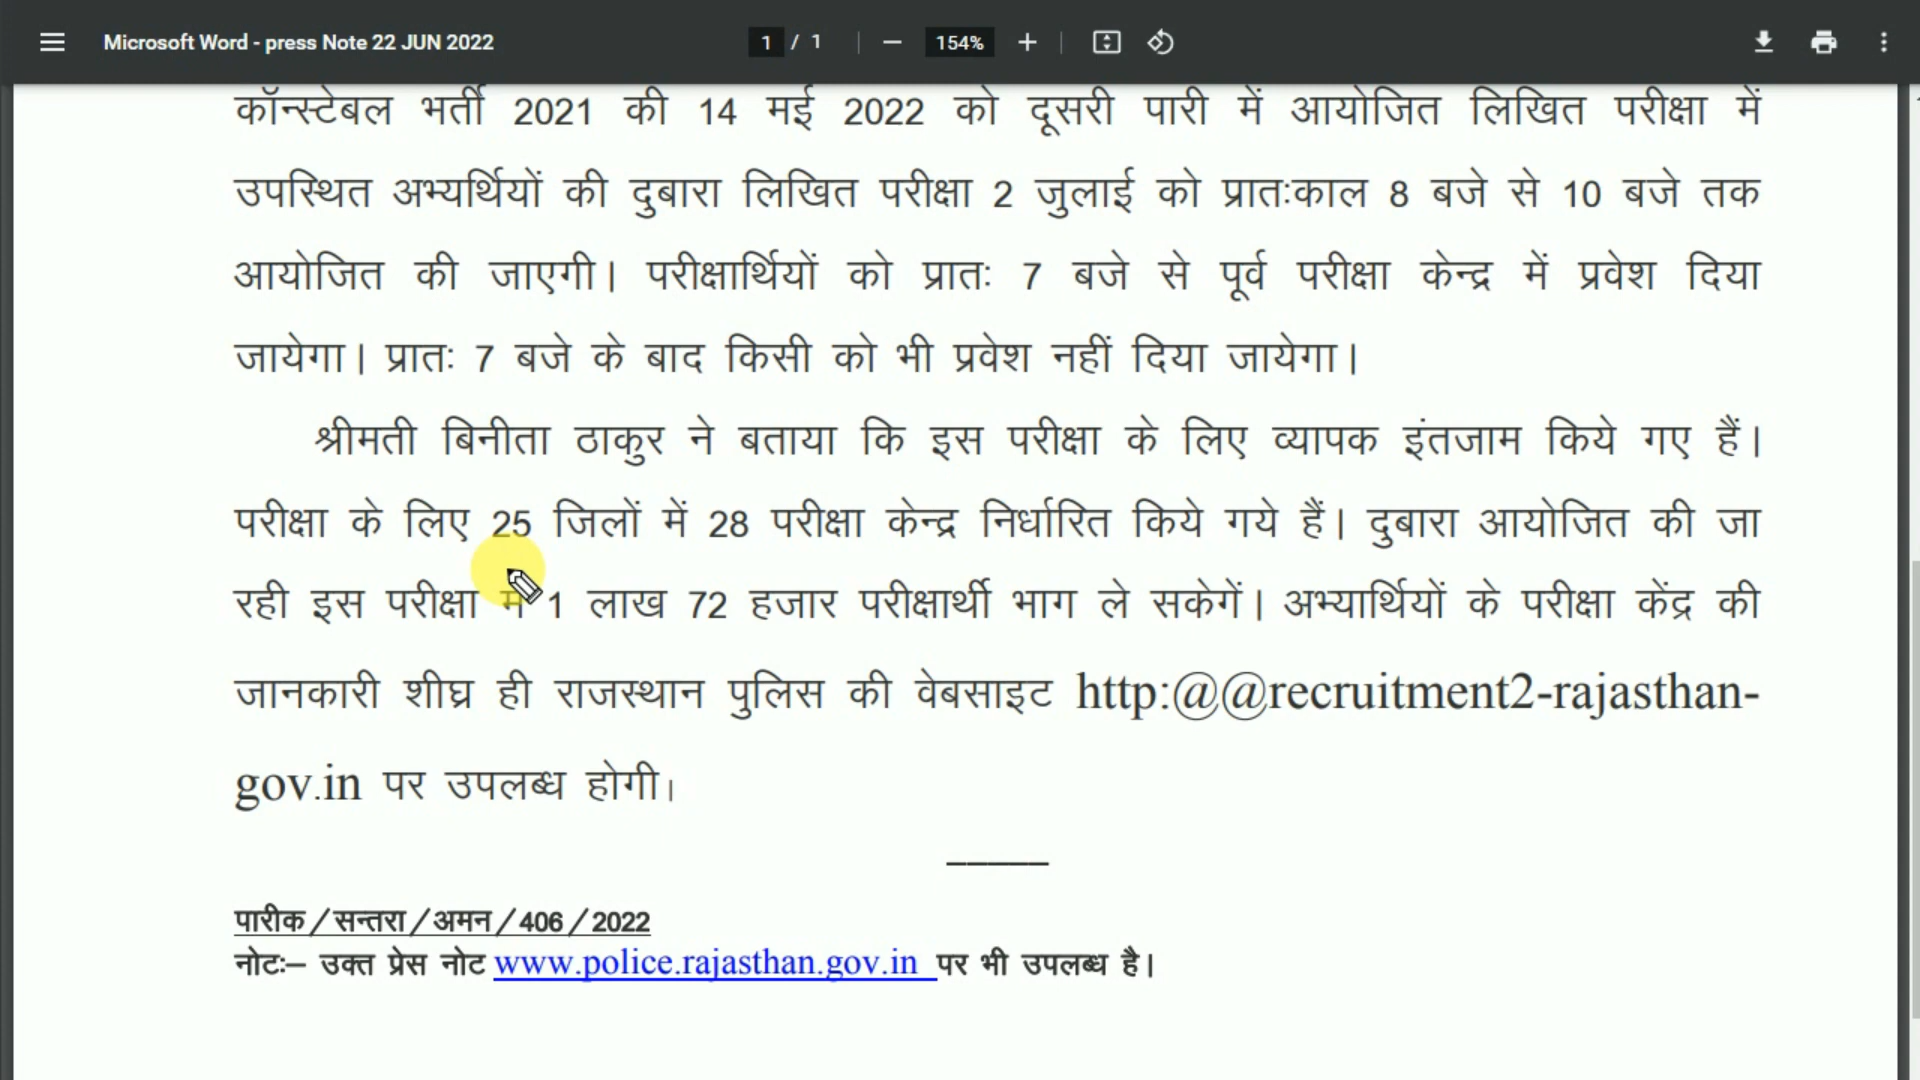 Microsoft Word - press Note 22 JUN 2022
1 / 1
154%
कॉन्स्टेबल भर्ती 2021 की 14 मई 2022 को दूसरी पारी में आयोजित लिखित परीक्षा में
उपस्थित अभ्यर्थियों की दुबारा लिखित परीक्षा 2 जुलाई को प्रातःकाल 8 बजे से 10 बजे तक
आयोजित की जाएगी। परीक्षार्थियों को प्रातः 7 बजे से पूर्व परीक्षा केन्द्र में प्रवेश दिया
जायेगा। प्रातः 7 बजे के बाद किसी को भी प्रवेश नहीं दिया जायेगा।
श्रीमती बिनीता ठाकुर ने बताया कि इस परीक्षा के लिए व्यापक इंतजाम किये गए हैं।
परीक्षा के लिए 25 जिलों में 28 परीक्षा केन्द्र निर्धारित किये गये हैं। दुबारा आयोजित की जा
रही इस परीक्षा में 1 लाख 72 हजार परीक्षार्थी भाग ले सकेगें। अभ्यार्थियों के परीक्षा केंद्र की
जानकारी शीघ्र ही राजस्थान पुलिस की वेबसाइट http:@@recruitment2-rajasthan-
gov.in पर उपलब्ध होगी।
पारीक/सन्तरा/अमन/406/2022
नोटः– उक्त प्रेस नोट www.police.rajasthan.gov.in पर भी उपलब्ध है।